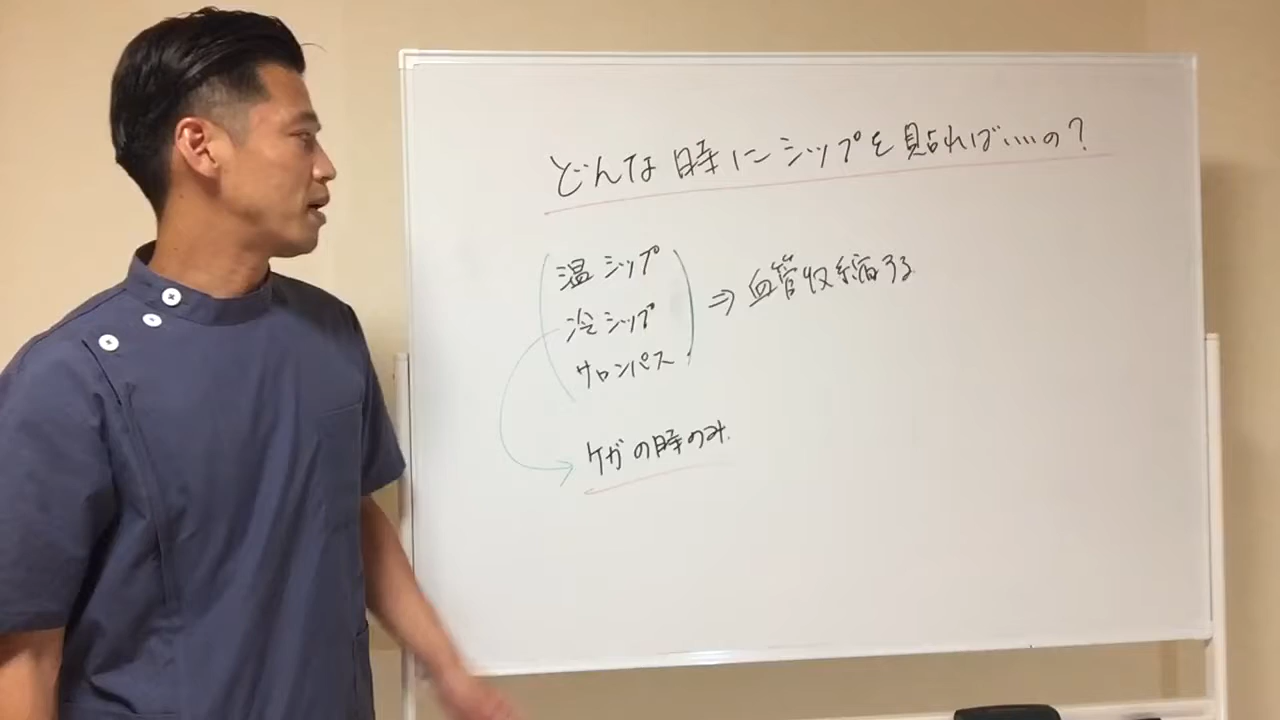 どんな時にシップを貼ればいいの?
温シップ
冷シップ
サロンパス
⇒血管収縮する
ケガの時のみ